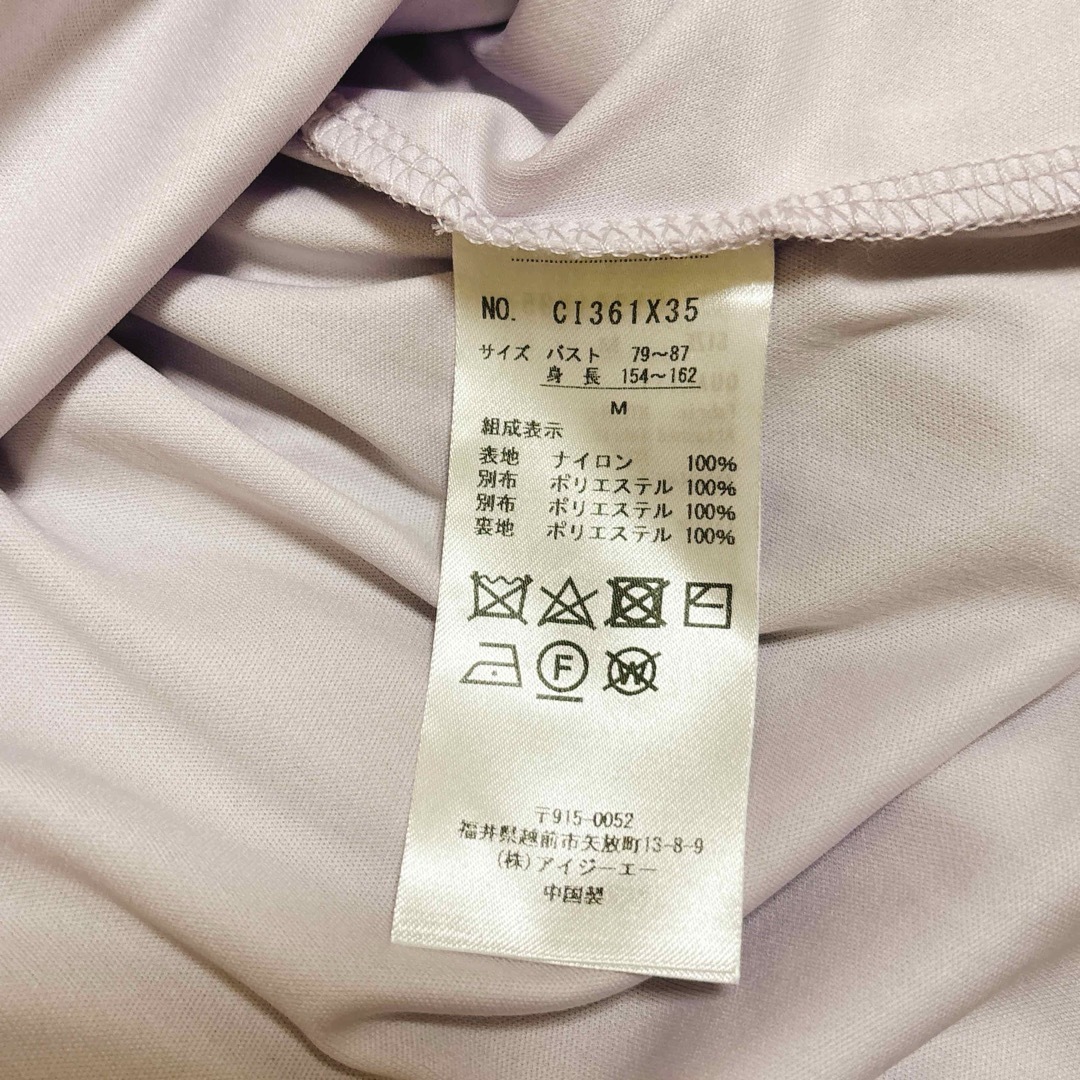 NO. CI361X35
サイズ バスト 79~87
身長 154~162
M
組成表示
表地 ナイロン 100%
別布 ポリエステル 100%
別布 ポリエステル 100%
裏地 ポリエステル 100%
F
W
〒915-0052
福井県越前市矢放町13-8-9
(株)アイジーエー
中国製